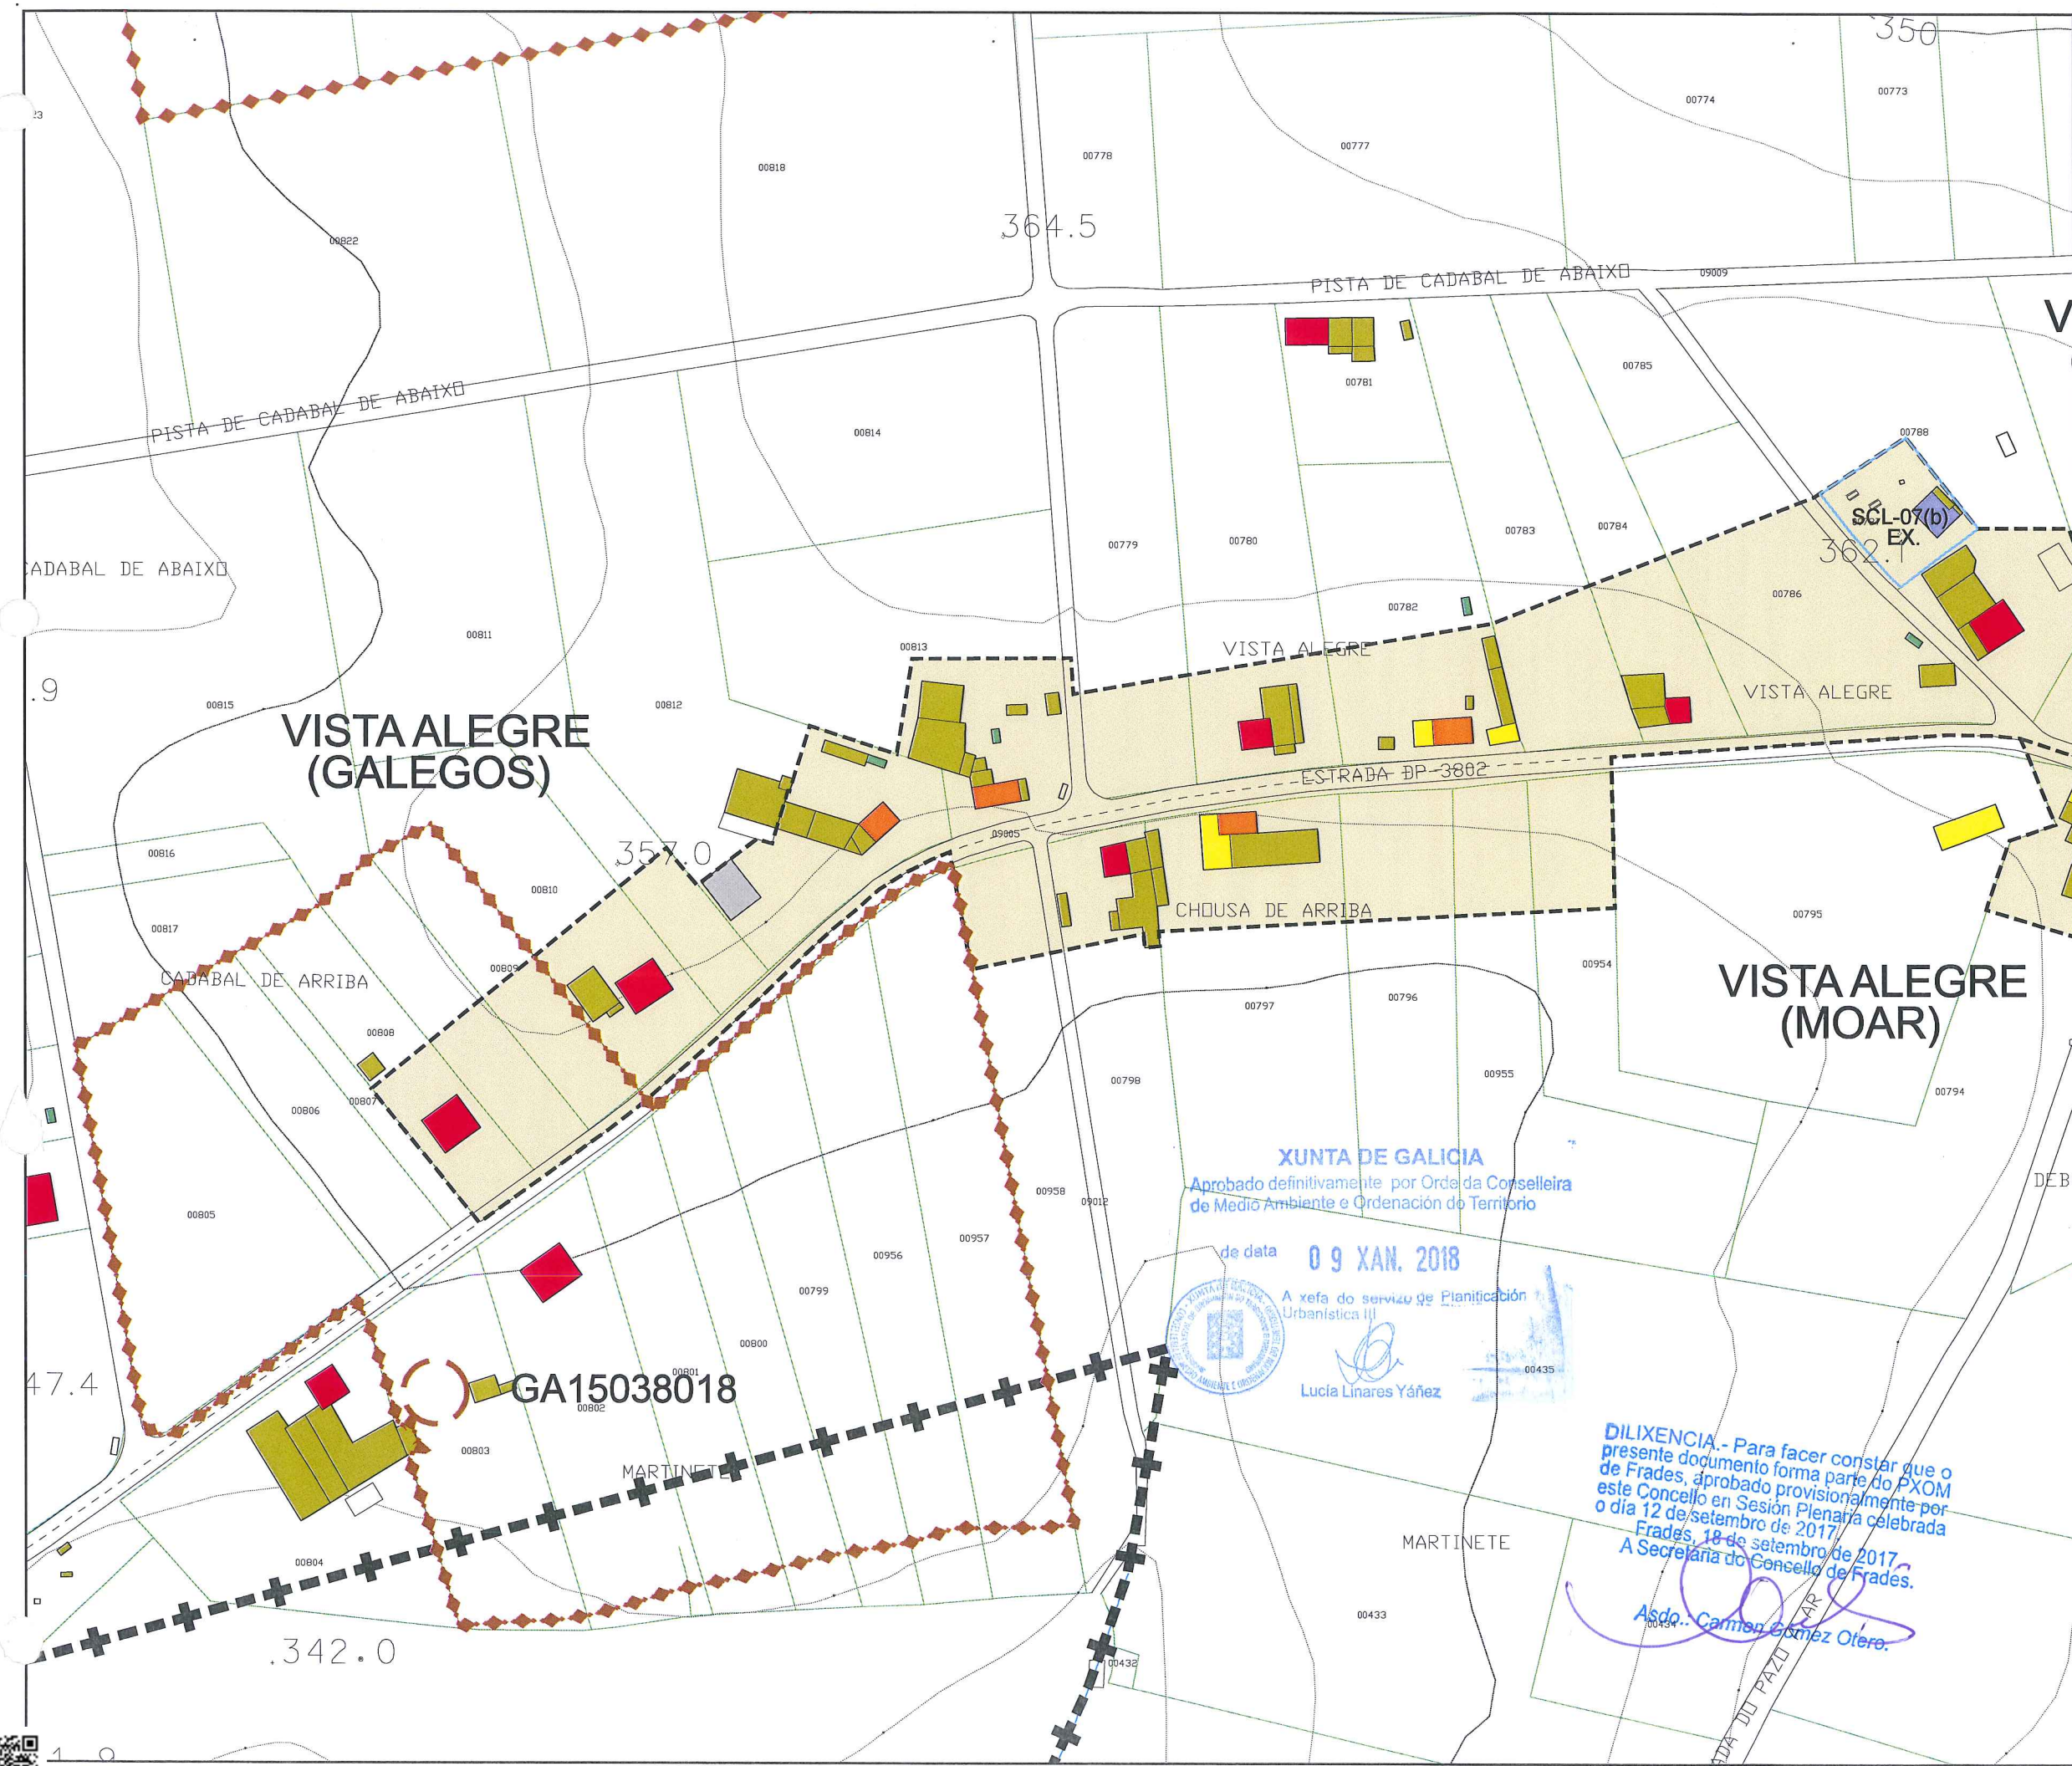 350
00774
00773
00777
00778
00818
364.5
00822
PISTA DE CADABAL DE ABAIXO
09009
V
00781
00785
PISTA DE CADABAL DE ABAIXO
00814
00788
SCL-07(b)
EX.
362.1
00783
00784
00779
00780
CADABAL DE ABAIXO
00786
00782
00811
00813
VISTA ALEGRE
VISTA ALEGRE
.9
00815
00812
VISTA ALEGRE
(GALEGOS)
ESTRADA DP-3802
09005
357.0
00816
00810
CHOUSA DE ARRIBA
00795
00817
00809
CADABAL DE ARRIBA
00954
VISTA ALEGRE
(MOAR)
00797
00796
00808
00807
00806
00798
00955
00794
XUNTA DE GALICIA
Aprobado definitivamente por Orde da Conselleira
de Medio Ambiente e Ordenación do Territorio
de data 09 XAN. 2018
A xefa do servizo de Planificación
Urbanística III
Lucía Linares Yáñez
DEB
00805
00958
09012
00957
00956
00799
00800
00801
00802
47.4
GA15038018
00435
00803
MARTINETE
DILIXENCIA.- Para facer constar que o
presente documento forma parte do PXOM
de Frades, aprobado provisionalmente por
este Concello en Sesión Plenaria celebrada
o día 12 de setembro de 2017.
Frades, 18 de setembro de 2017
A Secretaria do Concello de Frades.
Asdo.: Carmen Gómez Otero.
MARTINETE
00804
00433
00434
342.0
00432
ADA DO PAZO
1.9